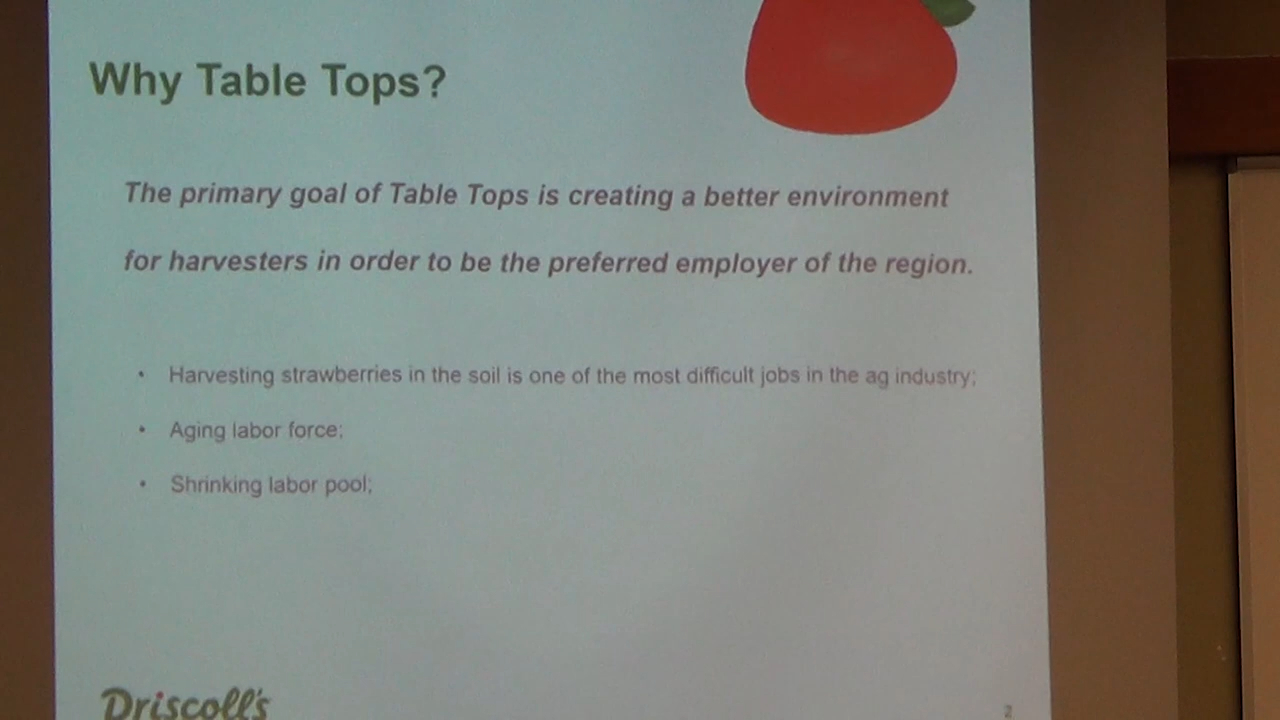 Why Table Tops?
The primary goal of Table Tops is creating a better environment
for harvesters in order to be the preferred employer of the region.
• Harvesting strawberries in the soil is one of the most difficult jobs in the ag industry;
• Aging labor force;
• Shrinking labor pool;
Driscoll's
2